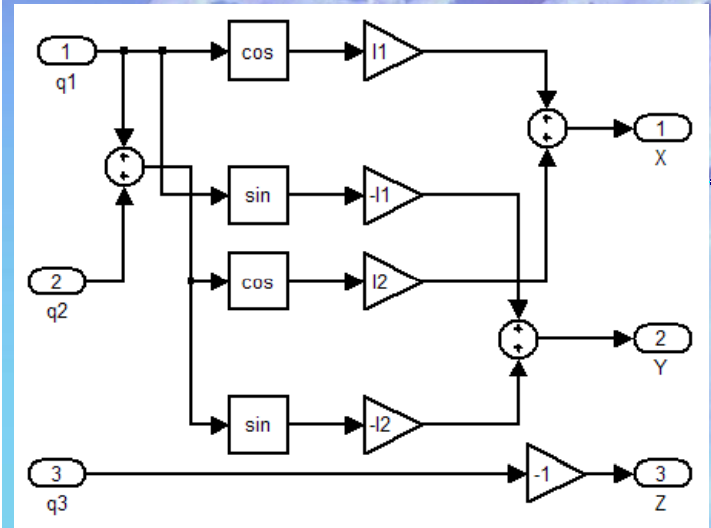 1
q1
cos
l1
+
+
1
X
+
+
sin
-l1
2
q2
cos
l2
+
+
2
Y
sin
-l2
3
q3
-1
3
Z